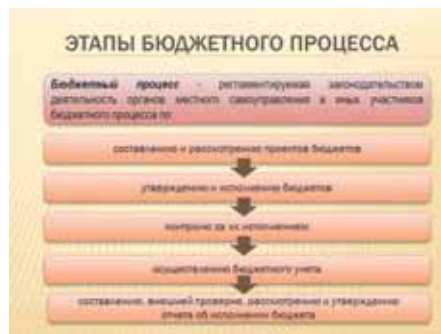 ЭТАПЫ БЮДЖЕТНОГО ПРОЦЕССА
Бюджетный процесс - регламентируемая законодательством
деятельность органов местного самоуправления и иных участников
бюджетного процесса по:
составлению и рассмотрению проектов бюджетов
утверждению и исполнению бюджетов
контролю за их исполнением
осуществлению бюджетного учета
составлению, внешней проверке, рассмотрению и утверждению
отчета об исполнении бюджета